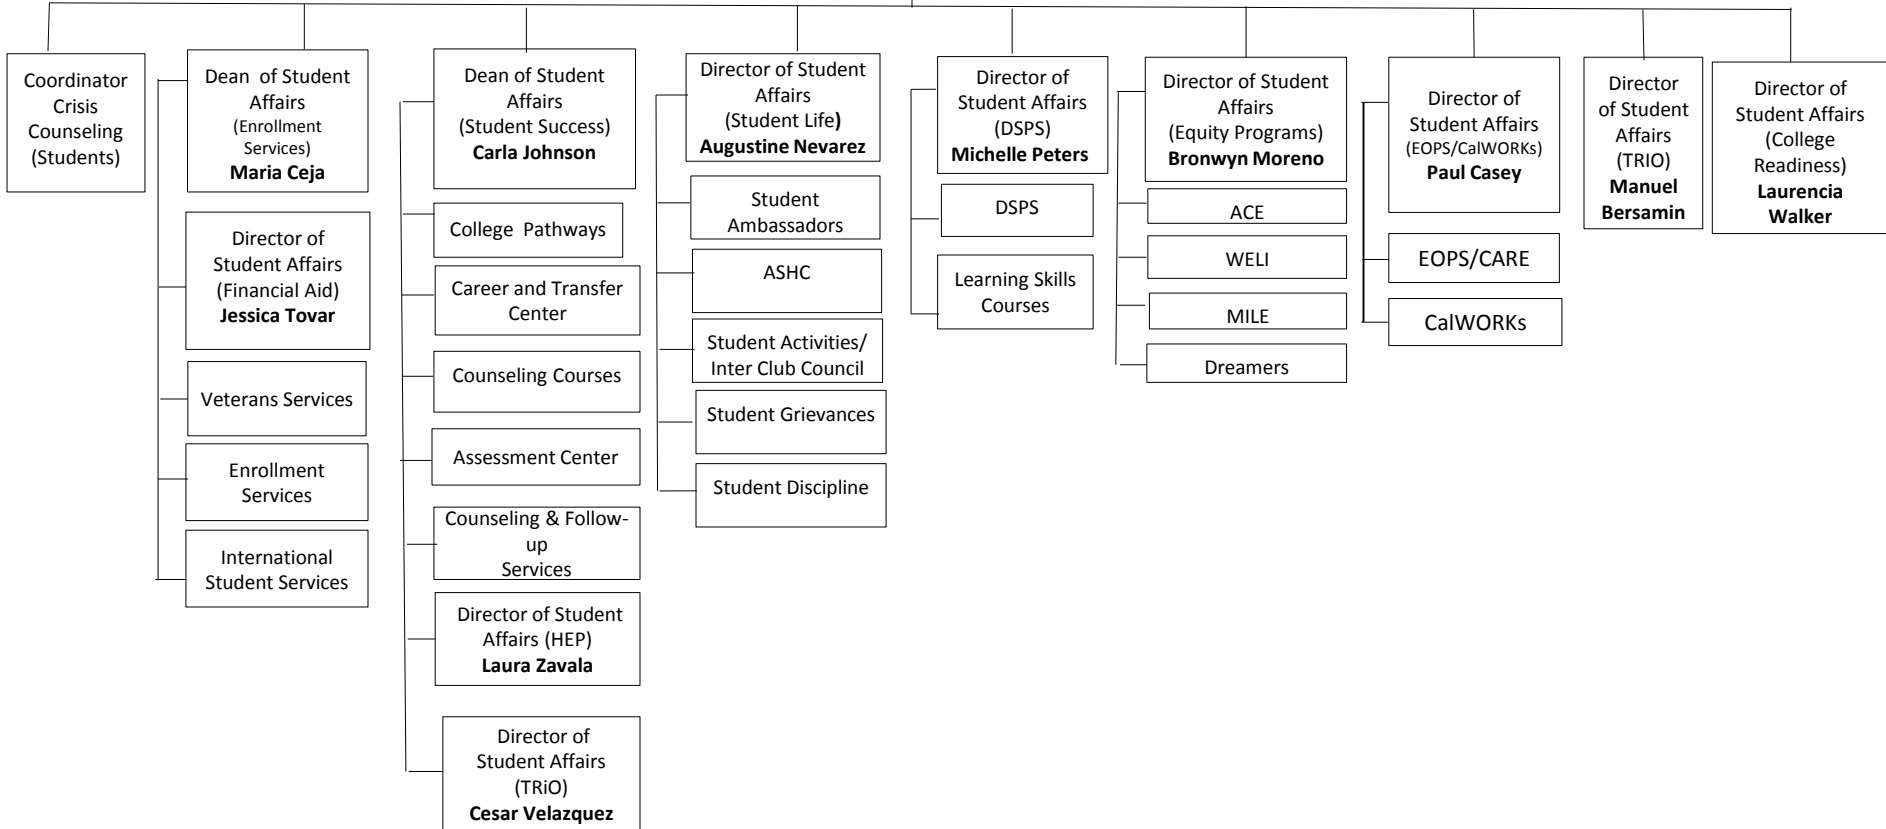 Coordinator
Crisis
Counseling
(Students)
Dean of Student
Affairs
(Enrollment
Services)
Maria Ceja
Director of
Student Affairs
(Financial Aid)
Jessica Tovar
Veterans Services
Enrollment
Services
International
Student Services
Dean of Student
Affairs
(Student Success)
Carla Johnson
College Pathways
Career and Transfer
Center
Counseling Courses
Assessment Center
Counseling & Follow-
up
Services
Director of Student
Affairs (HEP)
Laura Zavala
Director of
Student Affairs
(TRiO)
Cesar Velazquez
Director of Student
Affairs
(Student Life)
Augustine Nevarez
Student
Ambassadors
ASHC
Student Activities/
Inter Club Council
Student Grievances
Student Discipline
Director of
Student Affairs
(DSPS)
Michelle Peters
DSPS
Learning Skills
Courses
Director of Student
Affairs
(Equity Programs)
Bronwyn Moreno
ACE
WELI
MILE
Dreamers
Director of
Student Affairs
(EOPS/CalWORKs)
Paul Casey
EOPS/CARE
CalWORKs
Director
of Student
Affairs
(TRIO)
Manuel
Bersamin
Director of
Student Affairs
(College
Readiness)
Laurencia
Walker